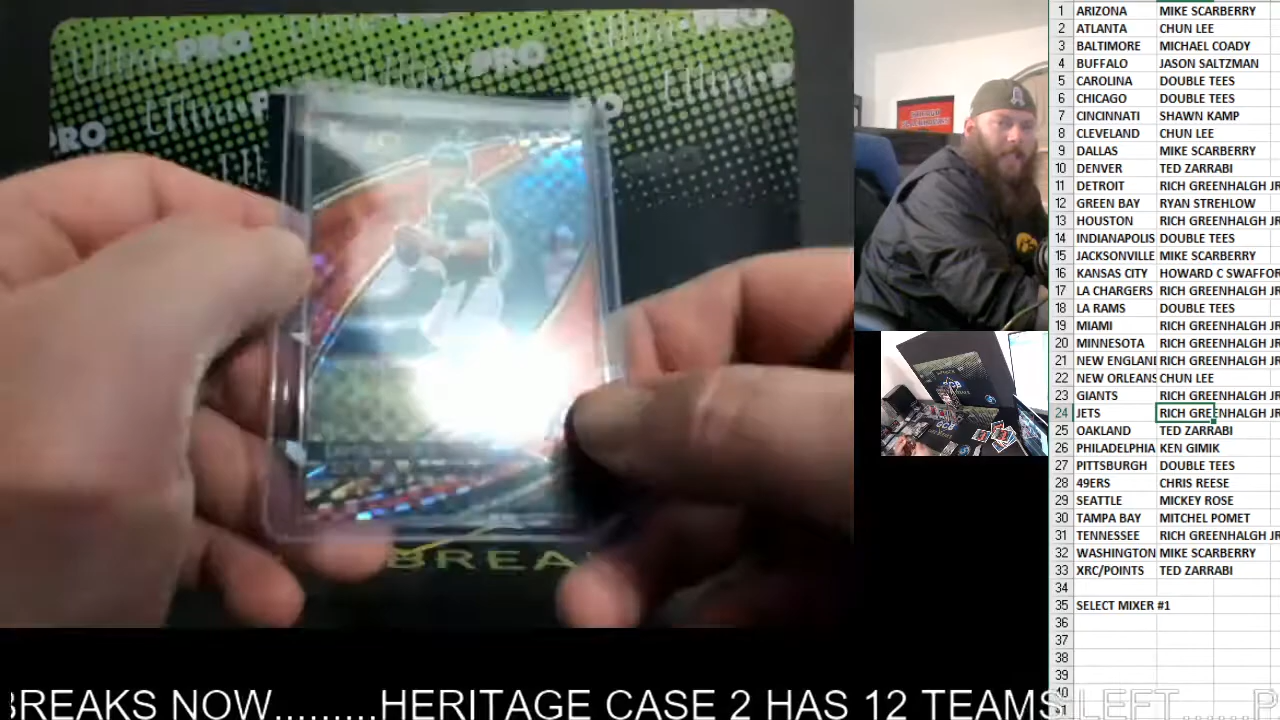 Ultra•PRO
PRO
PRO
PRO
BREA
1 ARIZONA MIKE SCARBERRY
2 ATLANTA CHUN LEE
3 BALTIMORE MICHAEL COADY
4 BUFFALO JASON SALTZMAN
5 CAROLINA DOUBLE TEES
6 CHICAGO DOUBLE TEES
7 CINCINNATI SHAWN KAMP
8 CLEVELAND CHUN LEE
9 DALLAS MIKE SCARBERRY
10 DENVER TED ZARRABI
11 DETROIT RICH GREENHALGH JR
12 GREEN BAY RYAN STREHLOW
13 HOUSTON RICH GREENHALGH JR
14 INDIANAPOLIS DOUBLE TEES
15 JACKSONVILLE MIKE SCARBERRY
16 KANSAS CITY HOWARD C SWAFFOR
17 LA CHARGERS RICH GREENHALGH JR
18 LA RAMS DOUBLE TEES
19 MIAMI RICH GREENHALGH JR
20 MINNESOTA RICH GREENHALGH JR
21 NEW ENGLAND RICH GREENHALGH JR
22 NEW ORLEANS CHUN LEE
23 GIANTS RICH GREENHALGH JR
24 JETS RICH GREENHALGH JR
25 OAKLAND TED ZARRABI
26 PHILADELPHIA KEN GIMIK
27 PITTSBURGH DOUBLE TEES
28 49ERS CHRIS REESE
29 SEATTLE MICKEY ROSE
30 TAMPA BAY MITCHEL POMET
31 TENNESSEE RICH GREENHALGH JR
32 WASHINGTON MIKE SCARBERRY
33 XRC/POINTS TED ZARRABI
34
35 SELECT MIXER #1
36
37
38
39
40
BREAKS NOW.........HERITAGE CASE 2 HAS 12 TEAMS LEFT.......P